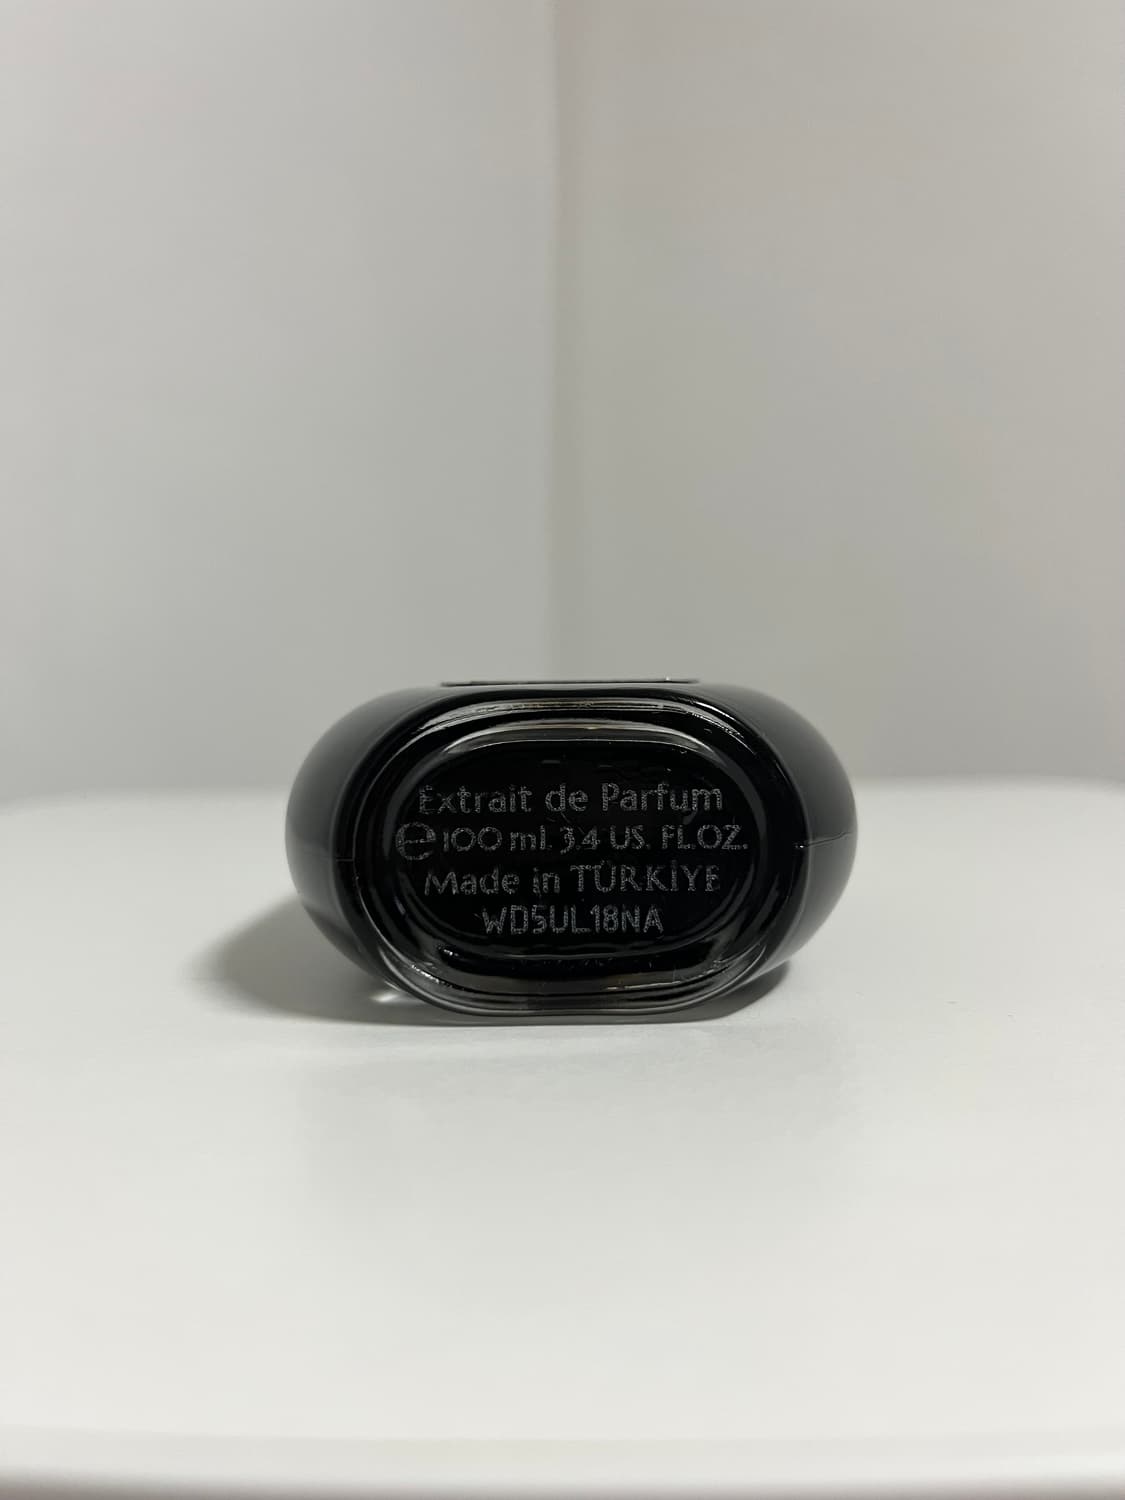 Extrait de Parfum
℮ 100 ml. 3.4 US. FL.OZ.
Made in TÜRKİYE
WD5UL18NA